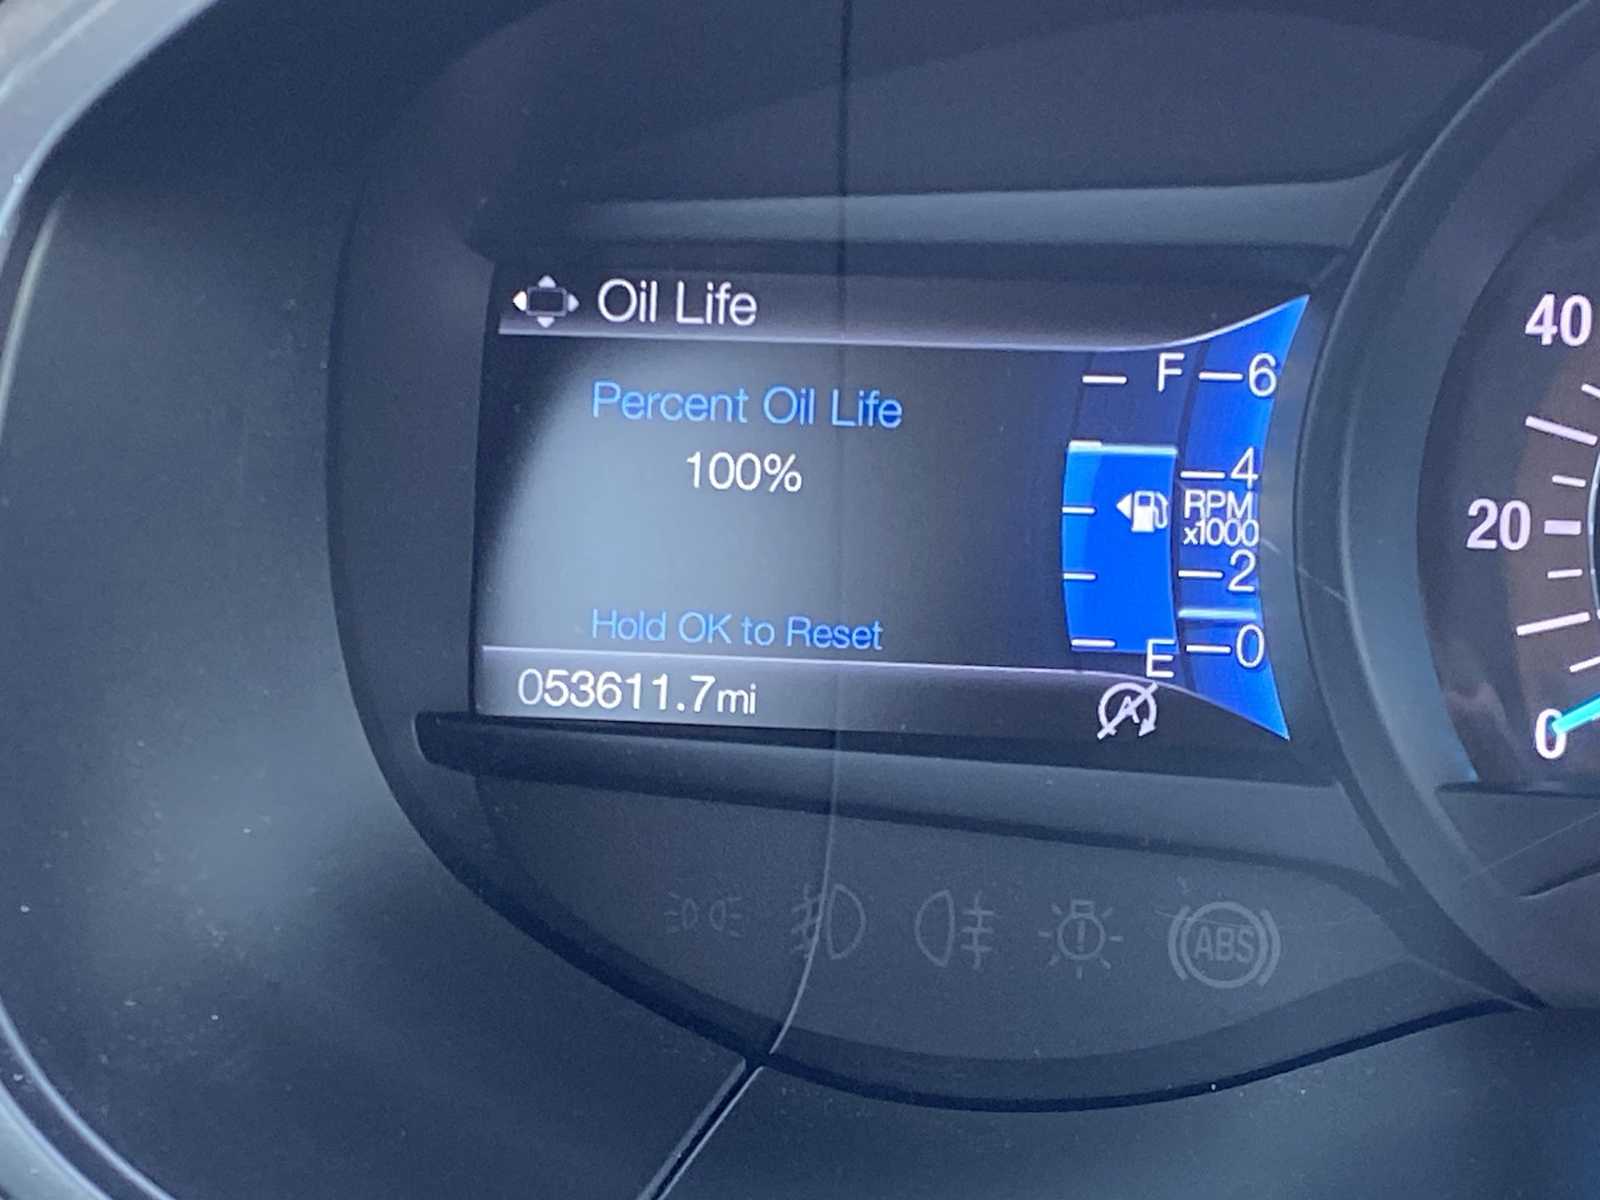 Oil Life
Percent Oil Life
100%
Hold OK to Reset
053611.7mi
F
E
6
4
RPM
x1000
2
0
40
20
0
ABS